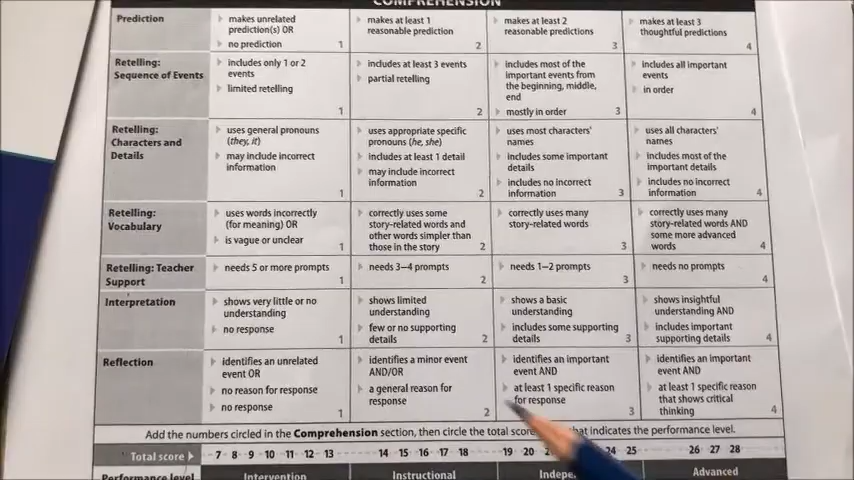 COMPREHENSION
Prediction
makes unrelated
prediction(s) OR
no prediction
1
makes at least 1
reasonable prediction
2
makes at least 2
reasonable predictions
3
makes at least 3
thoughtful predictions
4
Retelling:
Sequence of Events
includes only 1 or 2
events
limited retelling
1
includes at least 3 events
partial retelling
2
includes most of the
important events from
the beginning, middle,
end
mostly in order
3
includes all important
events
in order
4
Retelling:
Characters and
Details
uses general pronouns
(they, it)
may include incorrect
information
1
uses appropriate specific
pronouns (he, she)
includes at least 1 detail
may include incorrect
information
2
uses most characters'
names
includes some important
details
includes no incorrect
information
3
uses all characters'
names
includes most of the
important details
includes no incorrect
information
4
Retelling:
Vocabulary
uses words incorrectly
(for meaning) OR
is vague or unclear
1
correctly uses some
story-related words and
other words simpler than
those in the story
2
correctly uses many
story-related words
3
correctly uses many
story-related words AND
some more advanced
words
4
Retelling: Teacher
Support
needs 5 or more prompts
1
needs 3–4 prompts
2
needs 1–2 prompts
3
needs no prompts
4
Interpretation
shows very little or no
understanding
no response
1
shows limited
understanding
few or no supporting
details
2
shows a basic
understanding
includes some supporting
details
3
shows insightful
understanding AND
includes important
supporting details
4
Reflection
identifies an unrelated
event OR
no reason for response
no response
1
identifies a minor event
AND/OR
a general reason for
response
2
identifies an important
event AND
at least 1 specific reason
for response
3
identifies an important
event AND
at least 1 specific reason
that shows critical
thinking
4
Add the numbers circled in the Comprehension section, then circle the total score that indicates the performance level.
Total score 7 8 9 10 11 12 13 14 15 16 17 18 19 20 24 25 26 27 28
Performance level Intervention Instructional Advanced